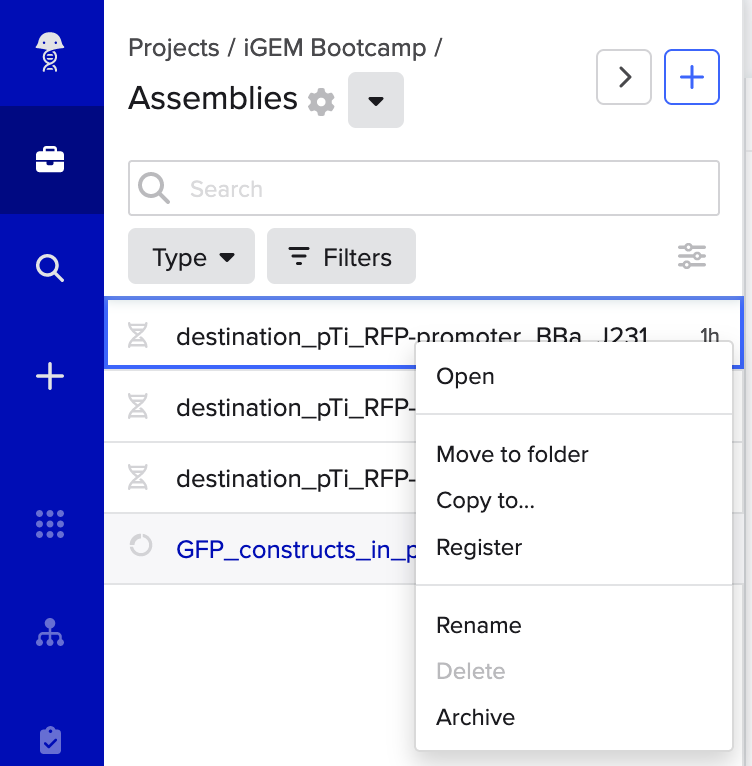 Projects / iGEM Bootcamp /
Assemblies
Search
Type
Filters
destination_pTi_RFP-promoter_BBa_J231 1h
Open
destination_pTi_RFP-
Move to folder
Copy to...
destination_pTi_RFP-
Register
GFP_constructs_in_p
Rename
Delete
Archive